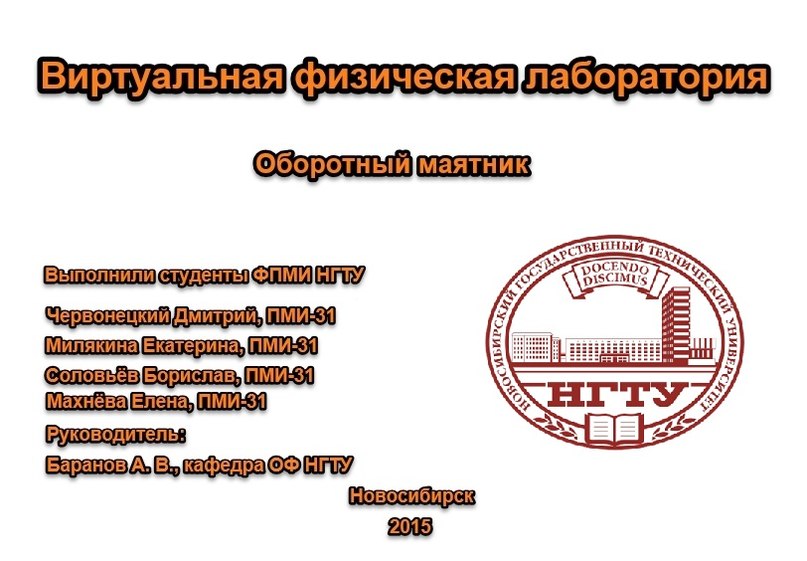 Виртуальная физическая лаборатория
Оборотный маятник
Выполнили студенты ФПМИ НГТУ
Червонецкий Дмитрий, ПМИ-31
Милякина Екатерина, ПМИ-31
Соловьёв Борислав, ПМИ-31
Махнёва Елена, ПМИ-31
Руководитель:
Баранов А. В., кафедра ОФ НГТУ
НОВОСИБИРСКИЙ ГОСУДАРСТВЕННЫЙ ТЕХНИЧЕСКИЙ УНИВЕРСИТЕТ
DOCENDO
DISCIMUS
НГТУ
Новосибирск
2015